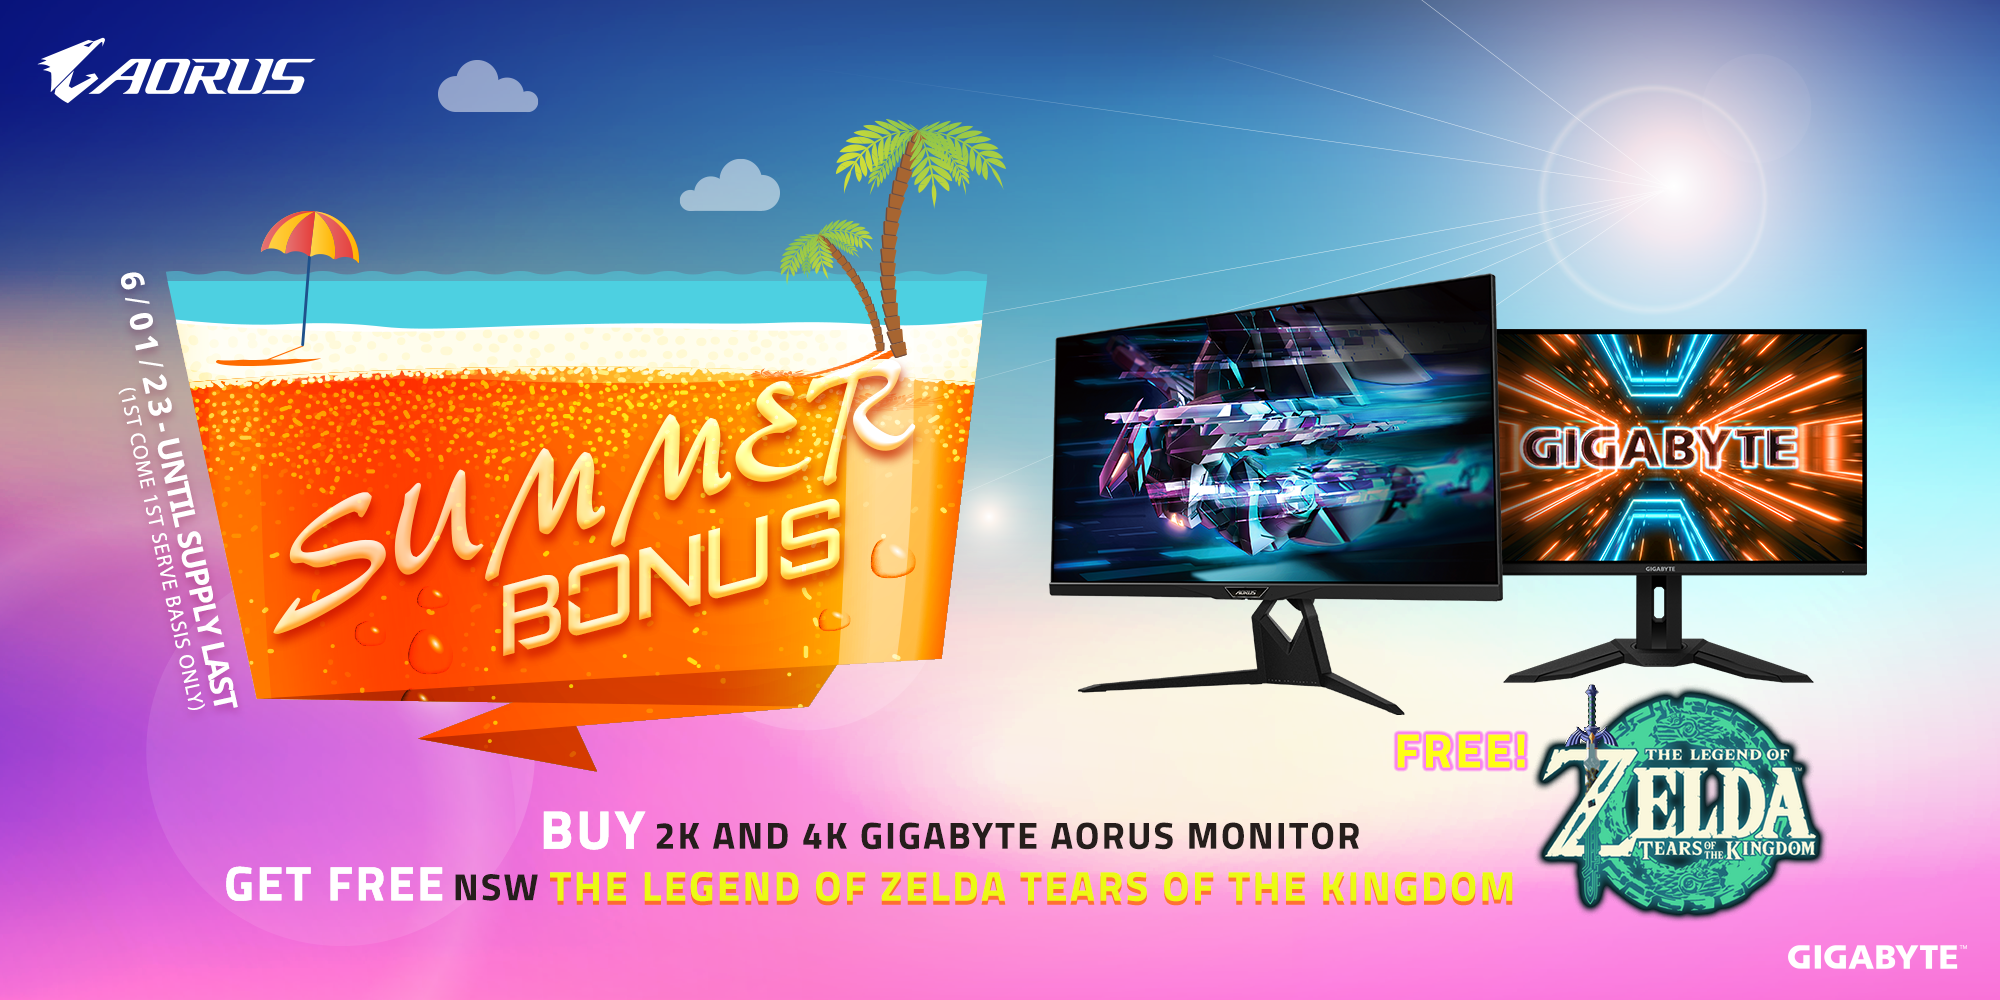 AORUS
6/01/23 - UNTIL SUPPLY LAST
(1ST COME 1ST SERVE BASIS ONLY)
SUMMER
BONUS
AORUS
GIGABYTE
GIGABYTE
FREE!
THE LEGEND OF
ZELDA™
TEARS OF THE KINGDOM
BUY 2K AND 4K GIGABYTE AORUS MONITOR
GET FREE NSW THE LEGEND OF ZELDA TEARS OF THE KINGDOM
GIGABYTE™